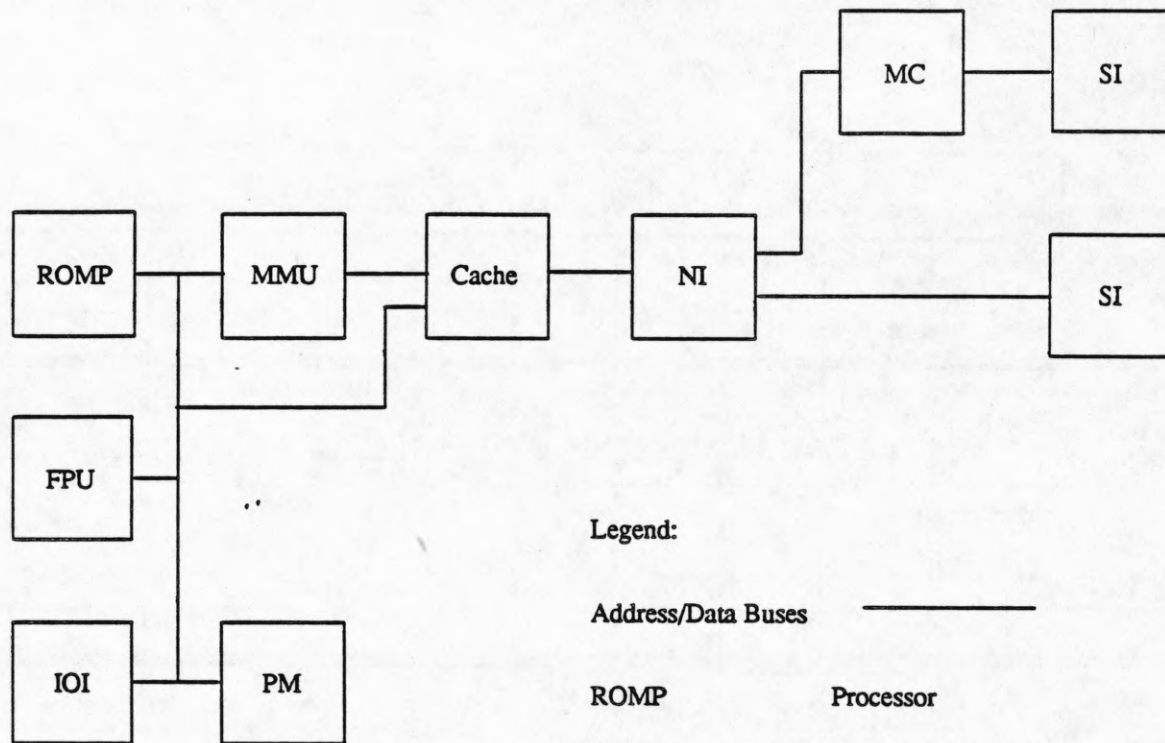 MC SI
ROMP MMU Cache NI SI
FPU
Legend:
Address/Data Buses
IOI PM
ROMP Processor